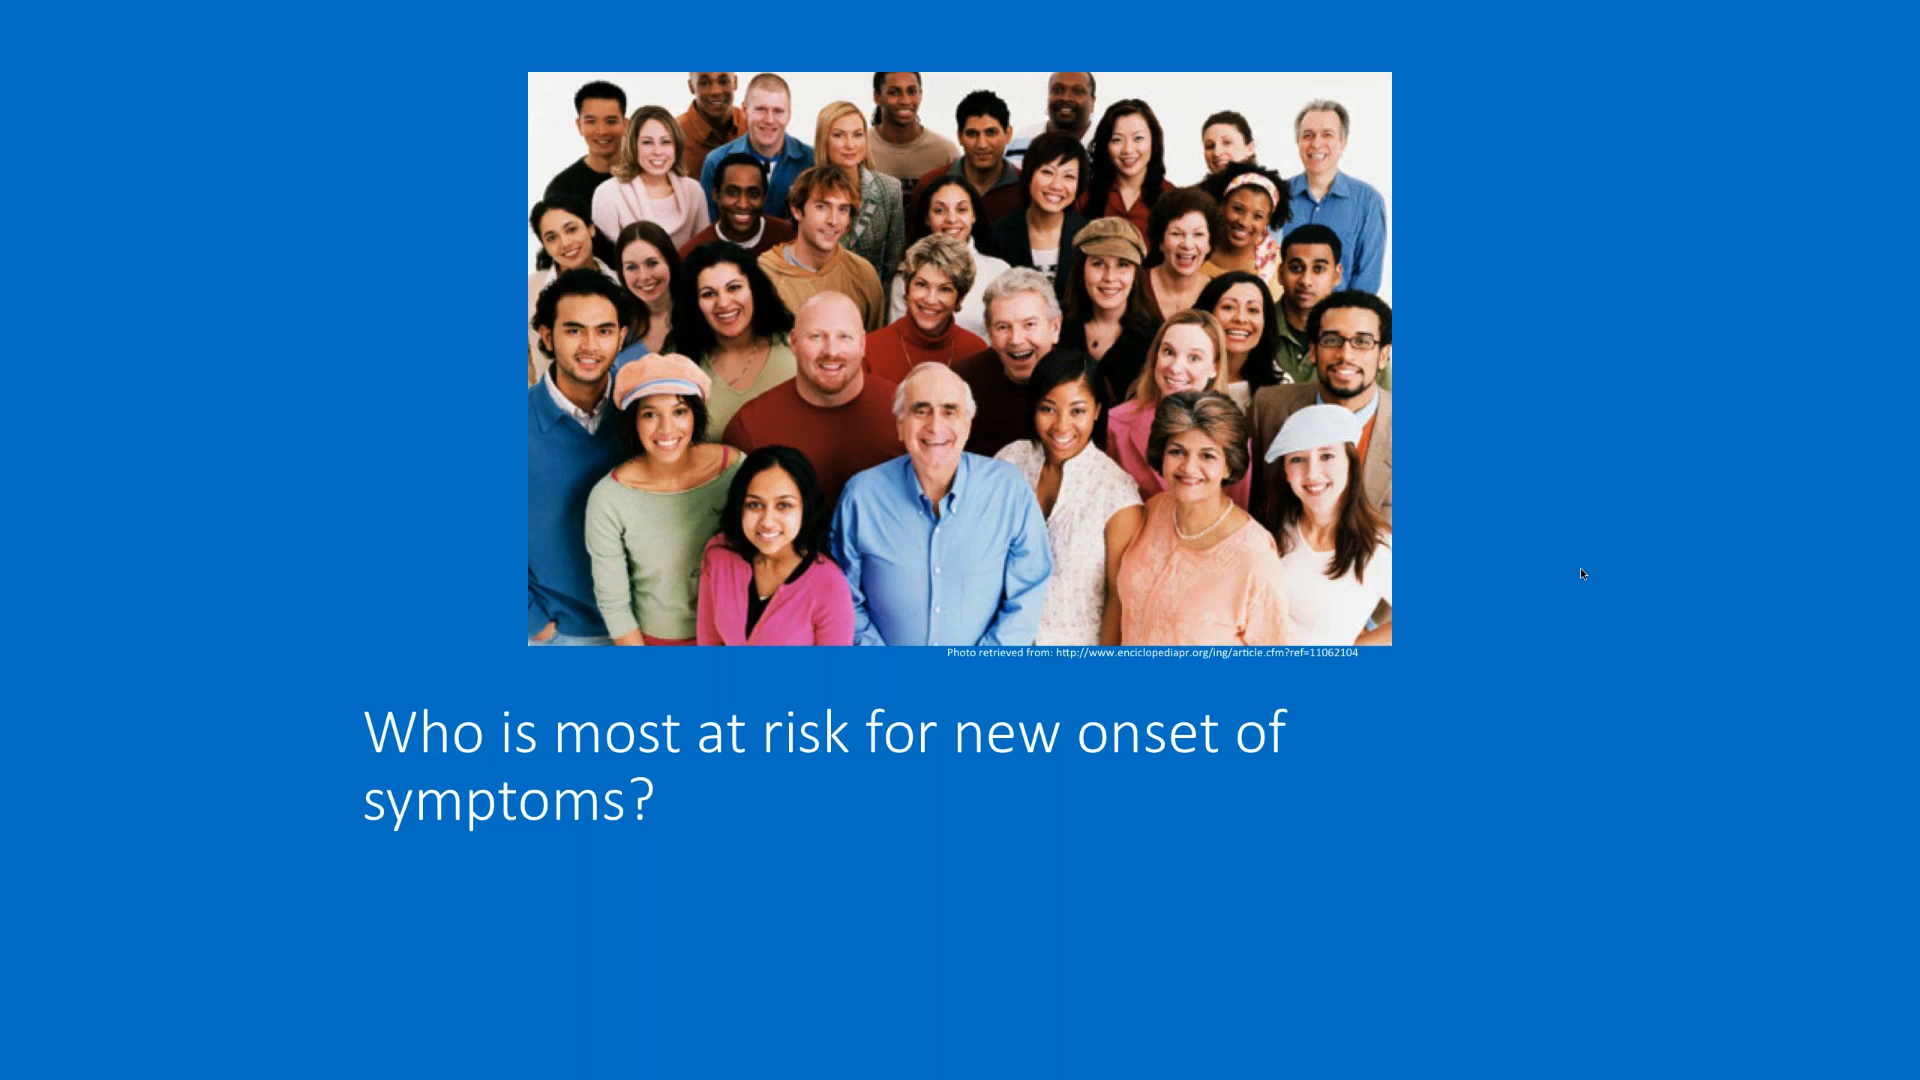 Photo retrieved from: http://www.enciclopediapr.org/ing/article.cfm?ref=11062104
Who is most at risk for new onset of
symptoms?